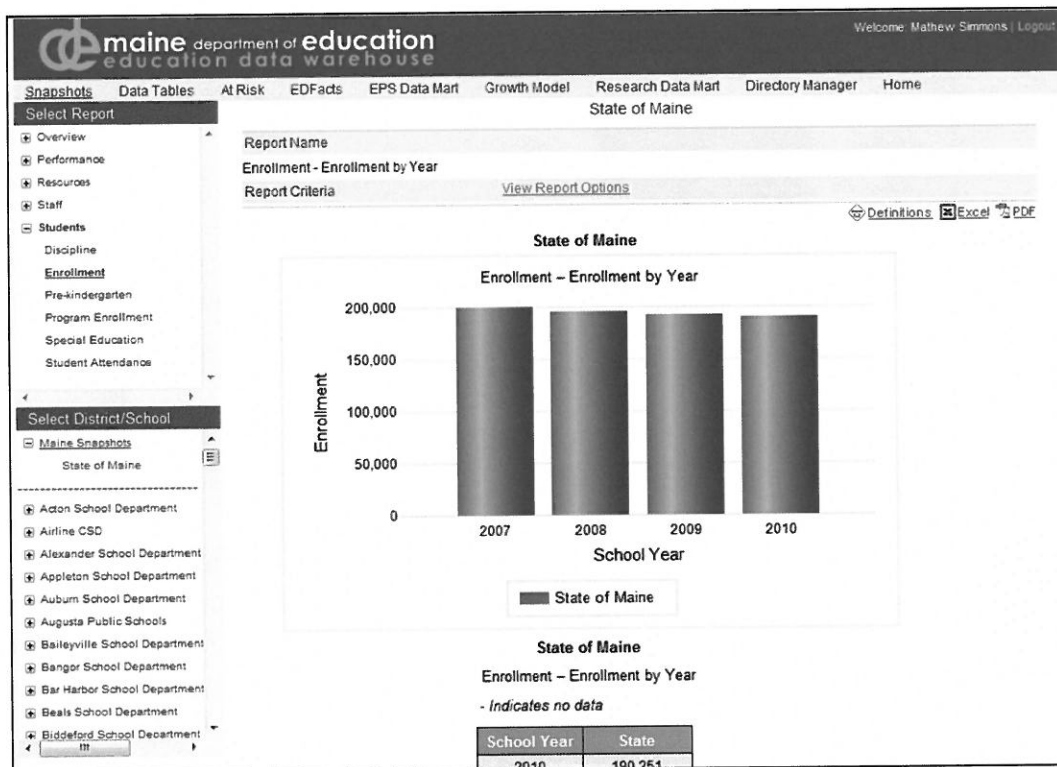 Welcome: Mathew Simmons | Logout
de maine department of education
education data warehouse
Snapshots Data Tables At Risk EDFacts EPS Data Mart Growth Model Research Data Mart Directory Manager Home
Select Report
Overview
Performance
Resources
Staff
Students
Discipline
Enrollment
Pre-kindergarten
Program Enrollment
Special Education
Student Attendance
Select District/School
Maine Snapshots
State of Maine
Acton School Department
Airline CSD
Alexander School Department
Appleton School Department
Auburn School Department
Augusta Public Schools
Baileyville School Department
Bangor School Department
Bar Harbor School Department
Beals School Department
Biddeford School Department
State of Maine
Report Name
Enrollment - Enrollment by Year
Report Criteria View Report Options
Definitions Excel PDF
State of Maine
Enrollment – Enrollment by Year
200,000
150,000
100,000
50,000
0
Enrollment
2007 2008 2009 2010
School Year
State of Maine
State of Maine
Enrollment – Enrollment by Year
- Indicates no data
School Year State
2010 190,251